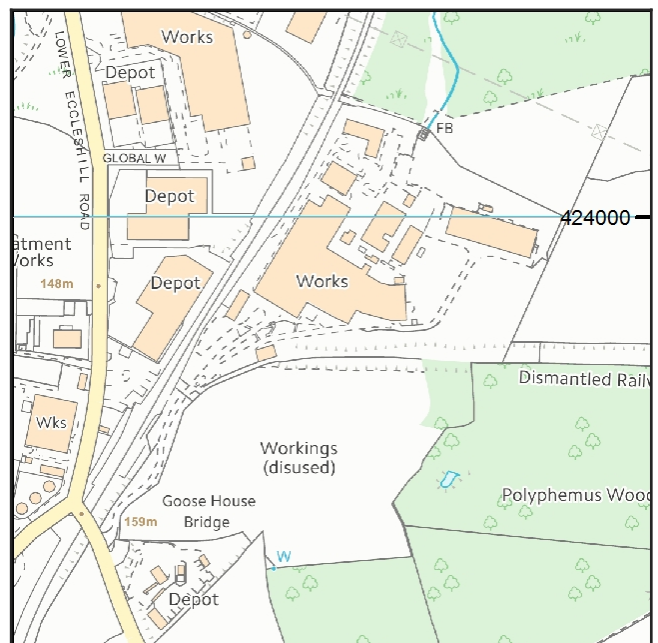 Works
Depot
LOWER ECCLESHILL ROAD
FB
GLOBAL W
Depot
424000
atment
Works
148m
Depot
Works
Dismantled Railw
Wks
Workings
(disused)
Polyphemus Wood
Goose House
Bridge
159m
W
Depot